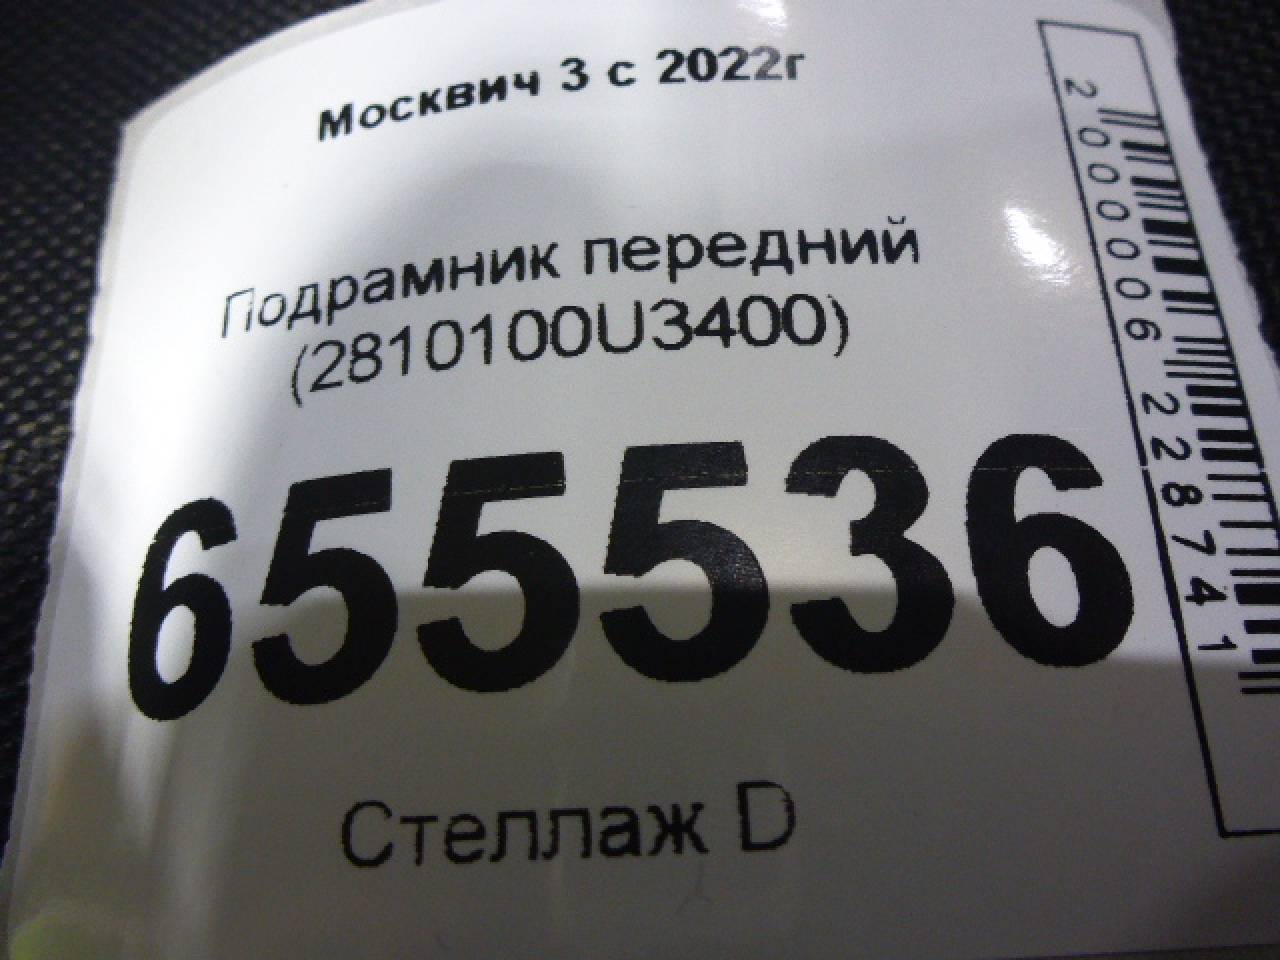 Москвич 3 с 2022г
Подрамник передний
(2810100U3400)
655536
Стеллаж D
2000006228741